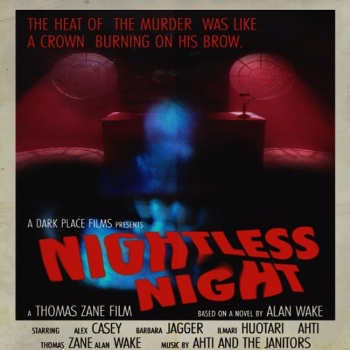 THE HEAT OF THE MURDER WAS LIKE
A CROWN BURNING ON HIS BROW.
A DARK PLACE FILMS PRESENTS
NIGHTLESS
NIGHT
A THOMAS ZANE FILM BASED ON A NOVEL BY ALAN WAKE
STARRING ALEX CASEY BARBARA JAGGER ILMARI HUOTARI AHTI
THOMAS ZANE ALAN WAKE MUSIC BY AHTI AND THE JANITORS